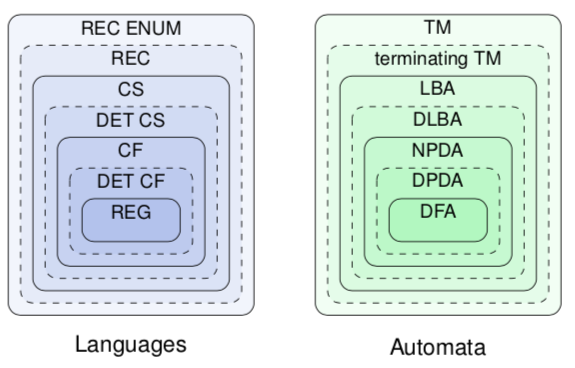 REC ENUM
REC
CS
DET CS
CF
DET CF
REG
Languages
TM
terminating TM
LBA
DLBA
NPDA
DPDA
DFA
Automata